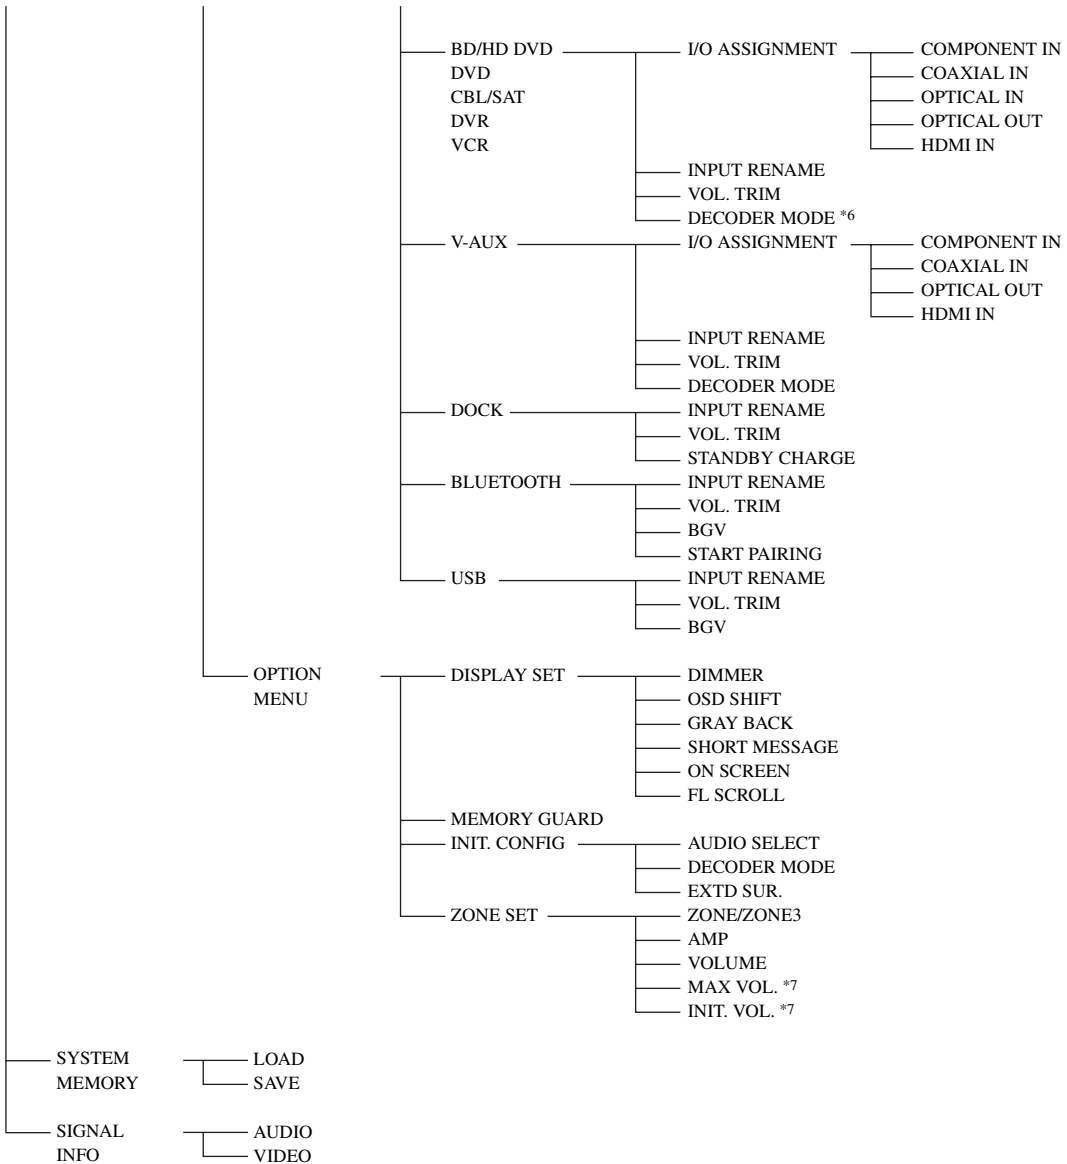 BD/HD DVD I/O ASSIGNMENT COMPONENT IN
DVD COAXIAL IN
CBL/SAT OPTICAL IN
DVR OPTICAL OUT
VCR HDMI IN
INPUT RENAME
VOL. TRIM
DECODER MODE *6
V-AUX I/O ASSIGNMENT COMPONENT IN
COAXIAL IN
OPTICAL OUT
HDMI IN
INPUT RENAME
VOL. TRIM
DECODER MODE
DOCK INPUT RENAME
VOL. TRIM
STANDBY CHARGE
BLUETOOTH INPUT RENAME
VOL. TRIM
BGV
START PAIRING
USB INPUT RENAME
VOL. TRIM
BGV
OPTION DISPLAY SET DIMMER
MENU OSD SHIFT
GRAY BACK
SHORT MESSAGE
ON SCREEN
FL SCROLL
MEMORY GUARD
INIT. CONFIG AUDIO SELECT
DECODER MODE
EXTD SUR.
ZONE SET ZONE/ZONE3
AMP
VOLUME
MAX VOL. *7
INIT. VOL. *7
SYSTEM LOAD
MEMORY SAVE
SIGNAL AUDIO
INFO VIDEO